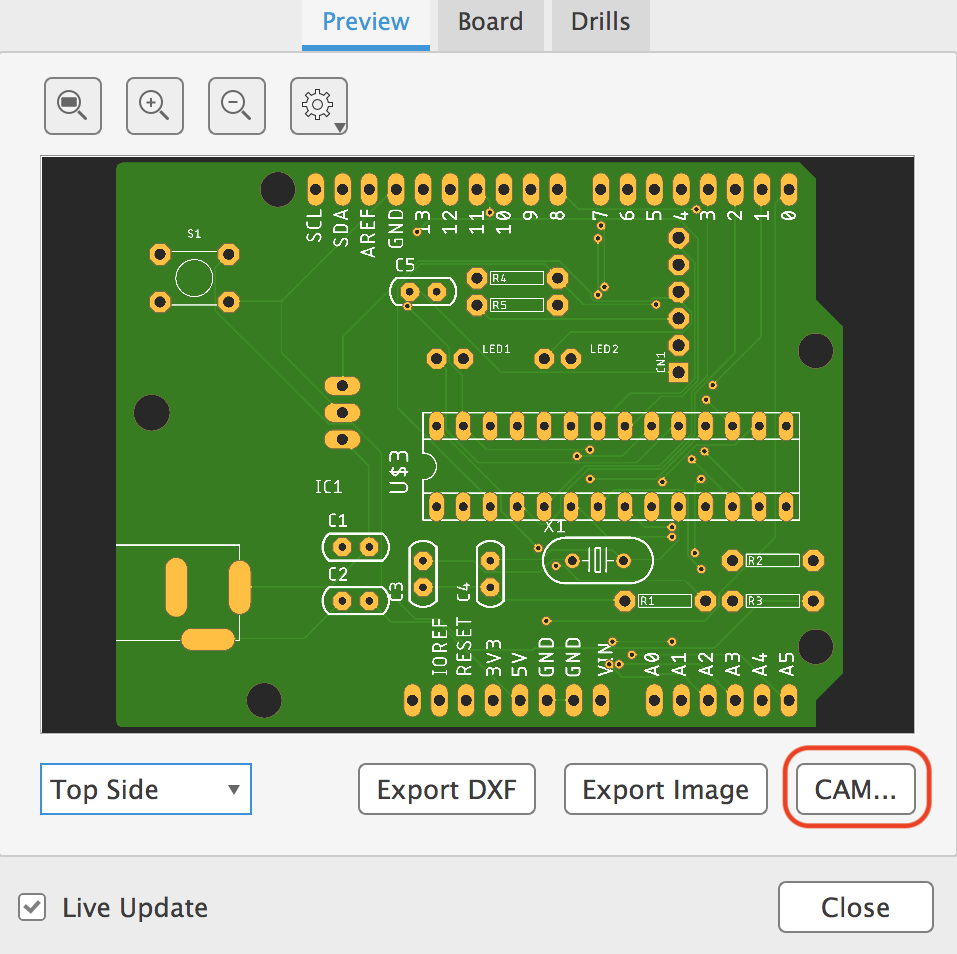 Preview Board Drills
SCL SDA AREF GND 13 12 11 10 9 8 7 6 5 4 3 2 1 0
S1
C5
R4
R5
LED1 LED2
CN1
U$3
IC1
C1
X1
C2
R2
C3 C4
R1 R3
IOREF RESET 3V3 5V GND GND VIN A0 A1 A2 A3 A4 A5
Top Side Export DXF Export Image CAM...
Live Update Close